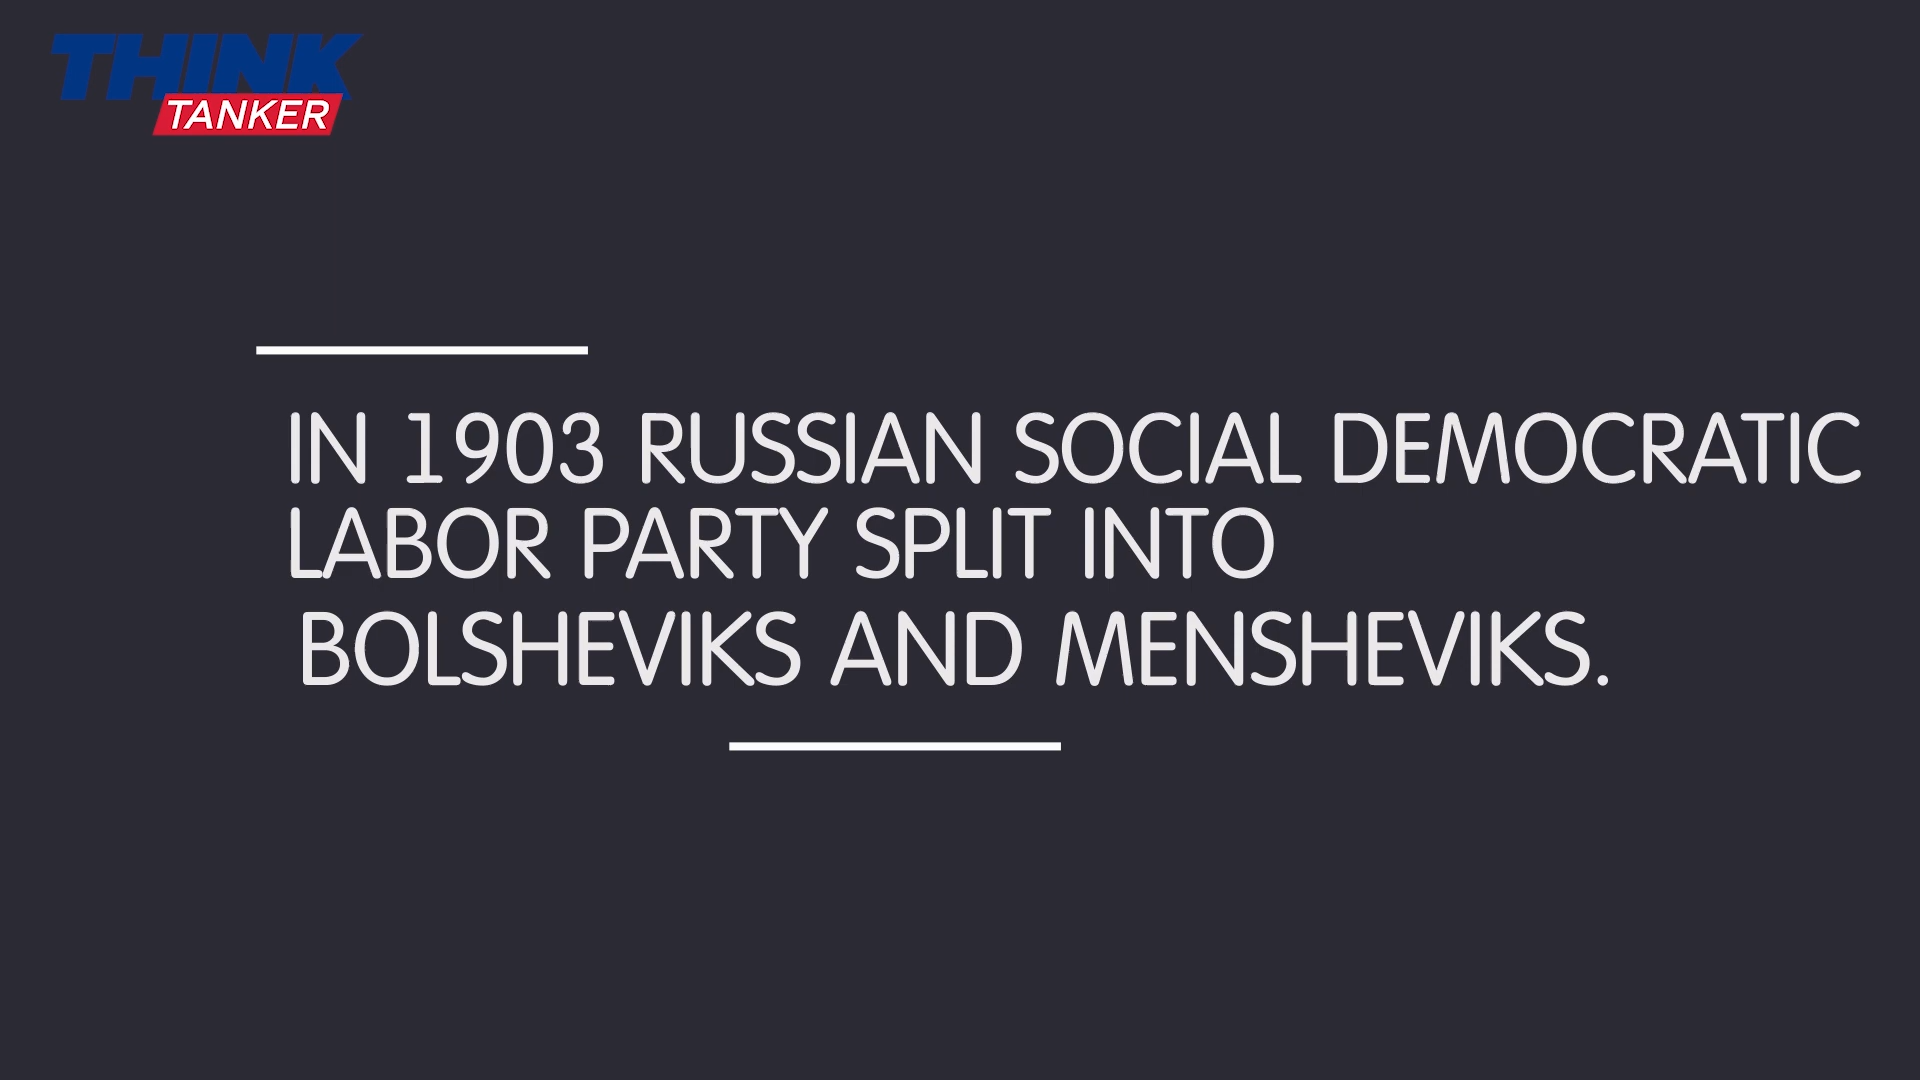 THINK
TANKER
IN 1903 RUSSIAN SOCIAL DEMOCRATIC
LABOR PARTY SPLIT INTO
BOLSHEVIKS AND MENSHEVIKS.